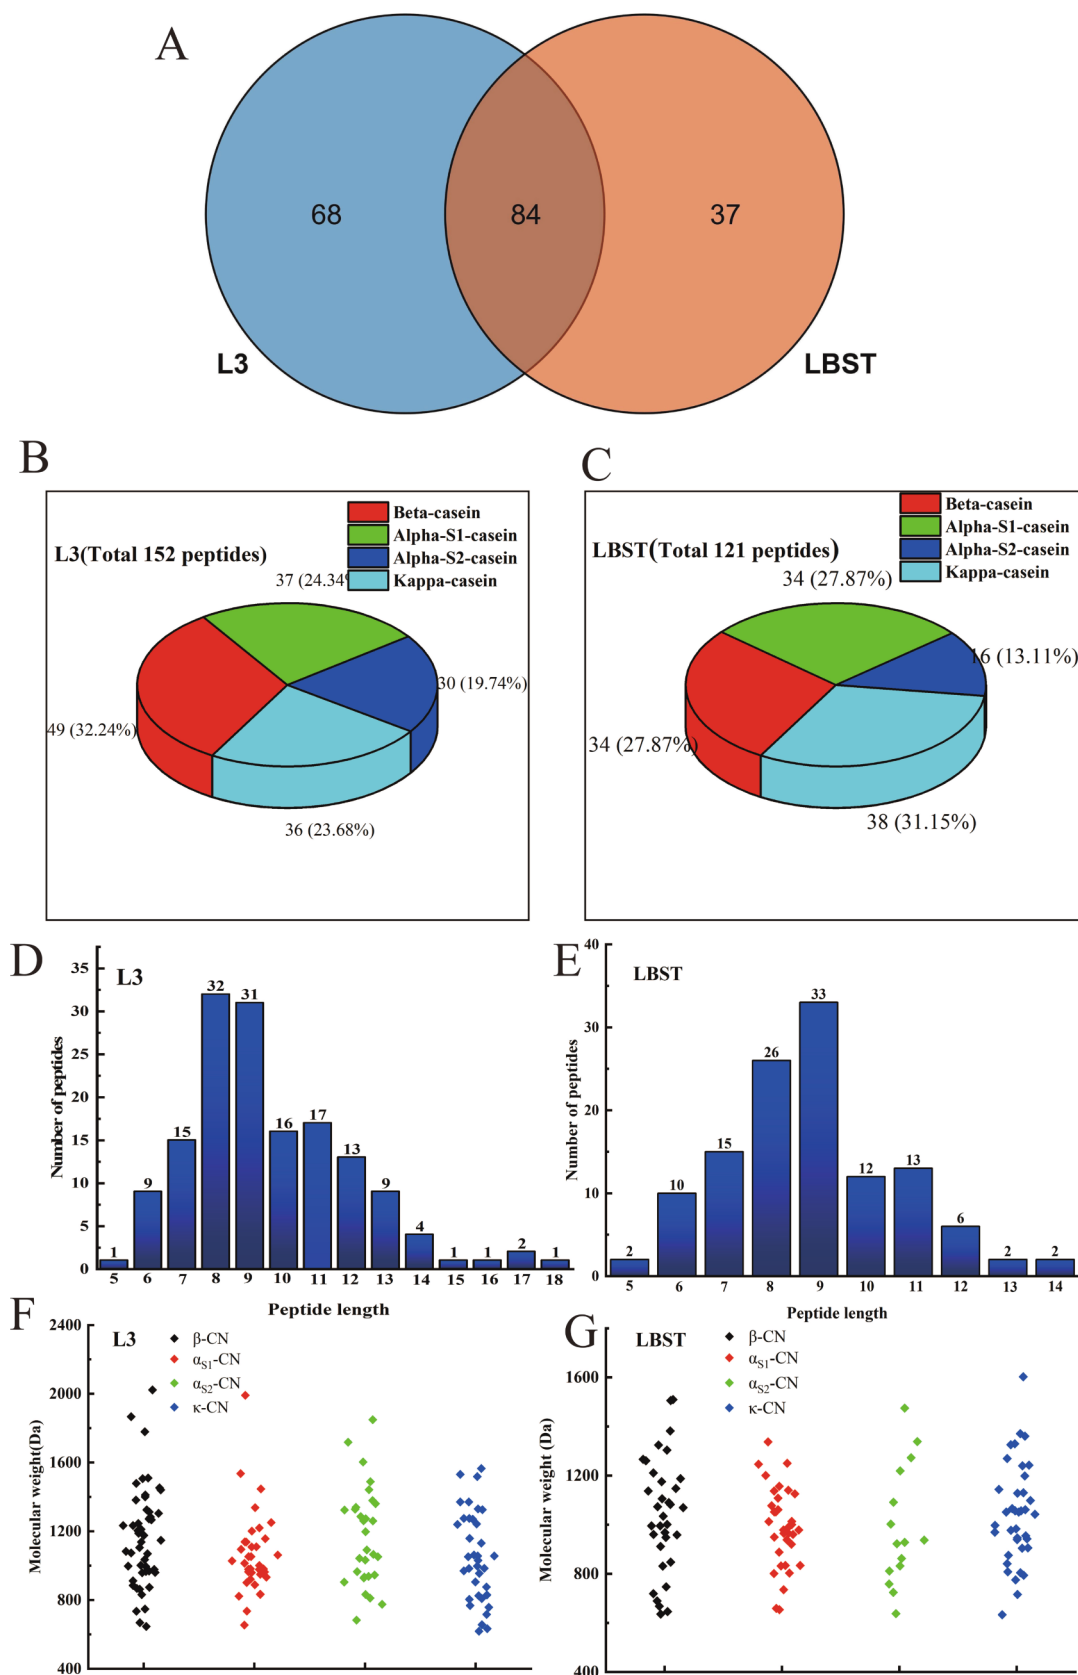 A
68
84
37
L3
LBST
B
Beta-casein
Alpha-S1-casein
Alpha-S2-casein
Kappa-casein
L3(Total 152 peptides)
37 (24.34%
30 (19.74%)
49 (32.24%)
36 (23.68%)
C
Beta-casein
Alpha-S1-casein
Alpha-S2-casein
Kappa-casein
LBST(Total 121 peptides)
34 (27.87%)
16 (13.11%)
34 (27.87%)
38 (31.15%)
D
L3
Number of peptides
35
30
25
20
15
10
5
0
1
9
15
32
31
16
17
13
9
4
1
1
2
1
5 6 7 8 9 10 11 12 13 14 15 16 17 18
Peptide length
E
LBST
Number of peptides
40
30
20
10
0
2
10
15
26
33
12
13
6
2
2
5 6 7 8 9 10 11 12 13 14
Peptide length
F
L3
β-CN
αS1-CN
αS2-CN
κ-CN
Molecular weight(Da)
2400
2000
1600
1200
800
400
G
LBST
β-CN
αS1-CN
αS2-CN
κ-CN
Molecular weight (Da)
1600
1200
800
400